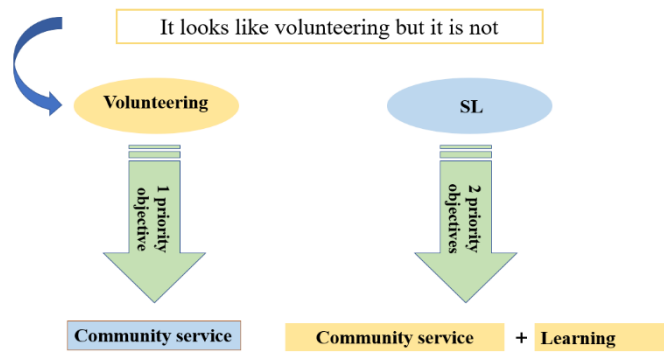 It looks like volunteering but it is not
Volunteering
SL
1 priority
objective
2 priority
objectives
Community service
Community service + Learning